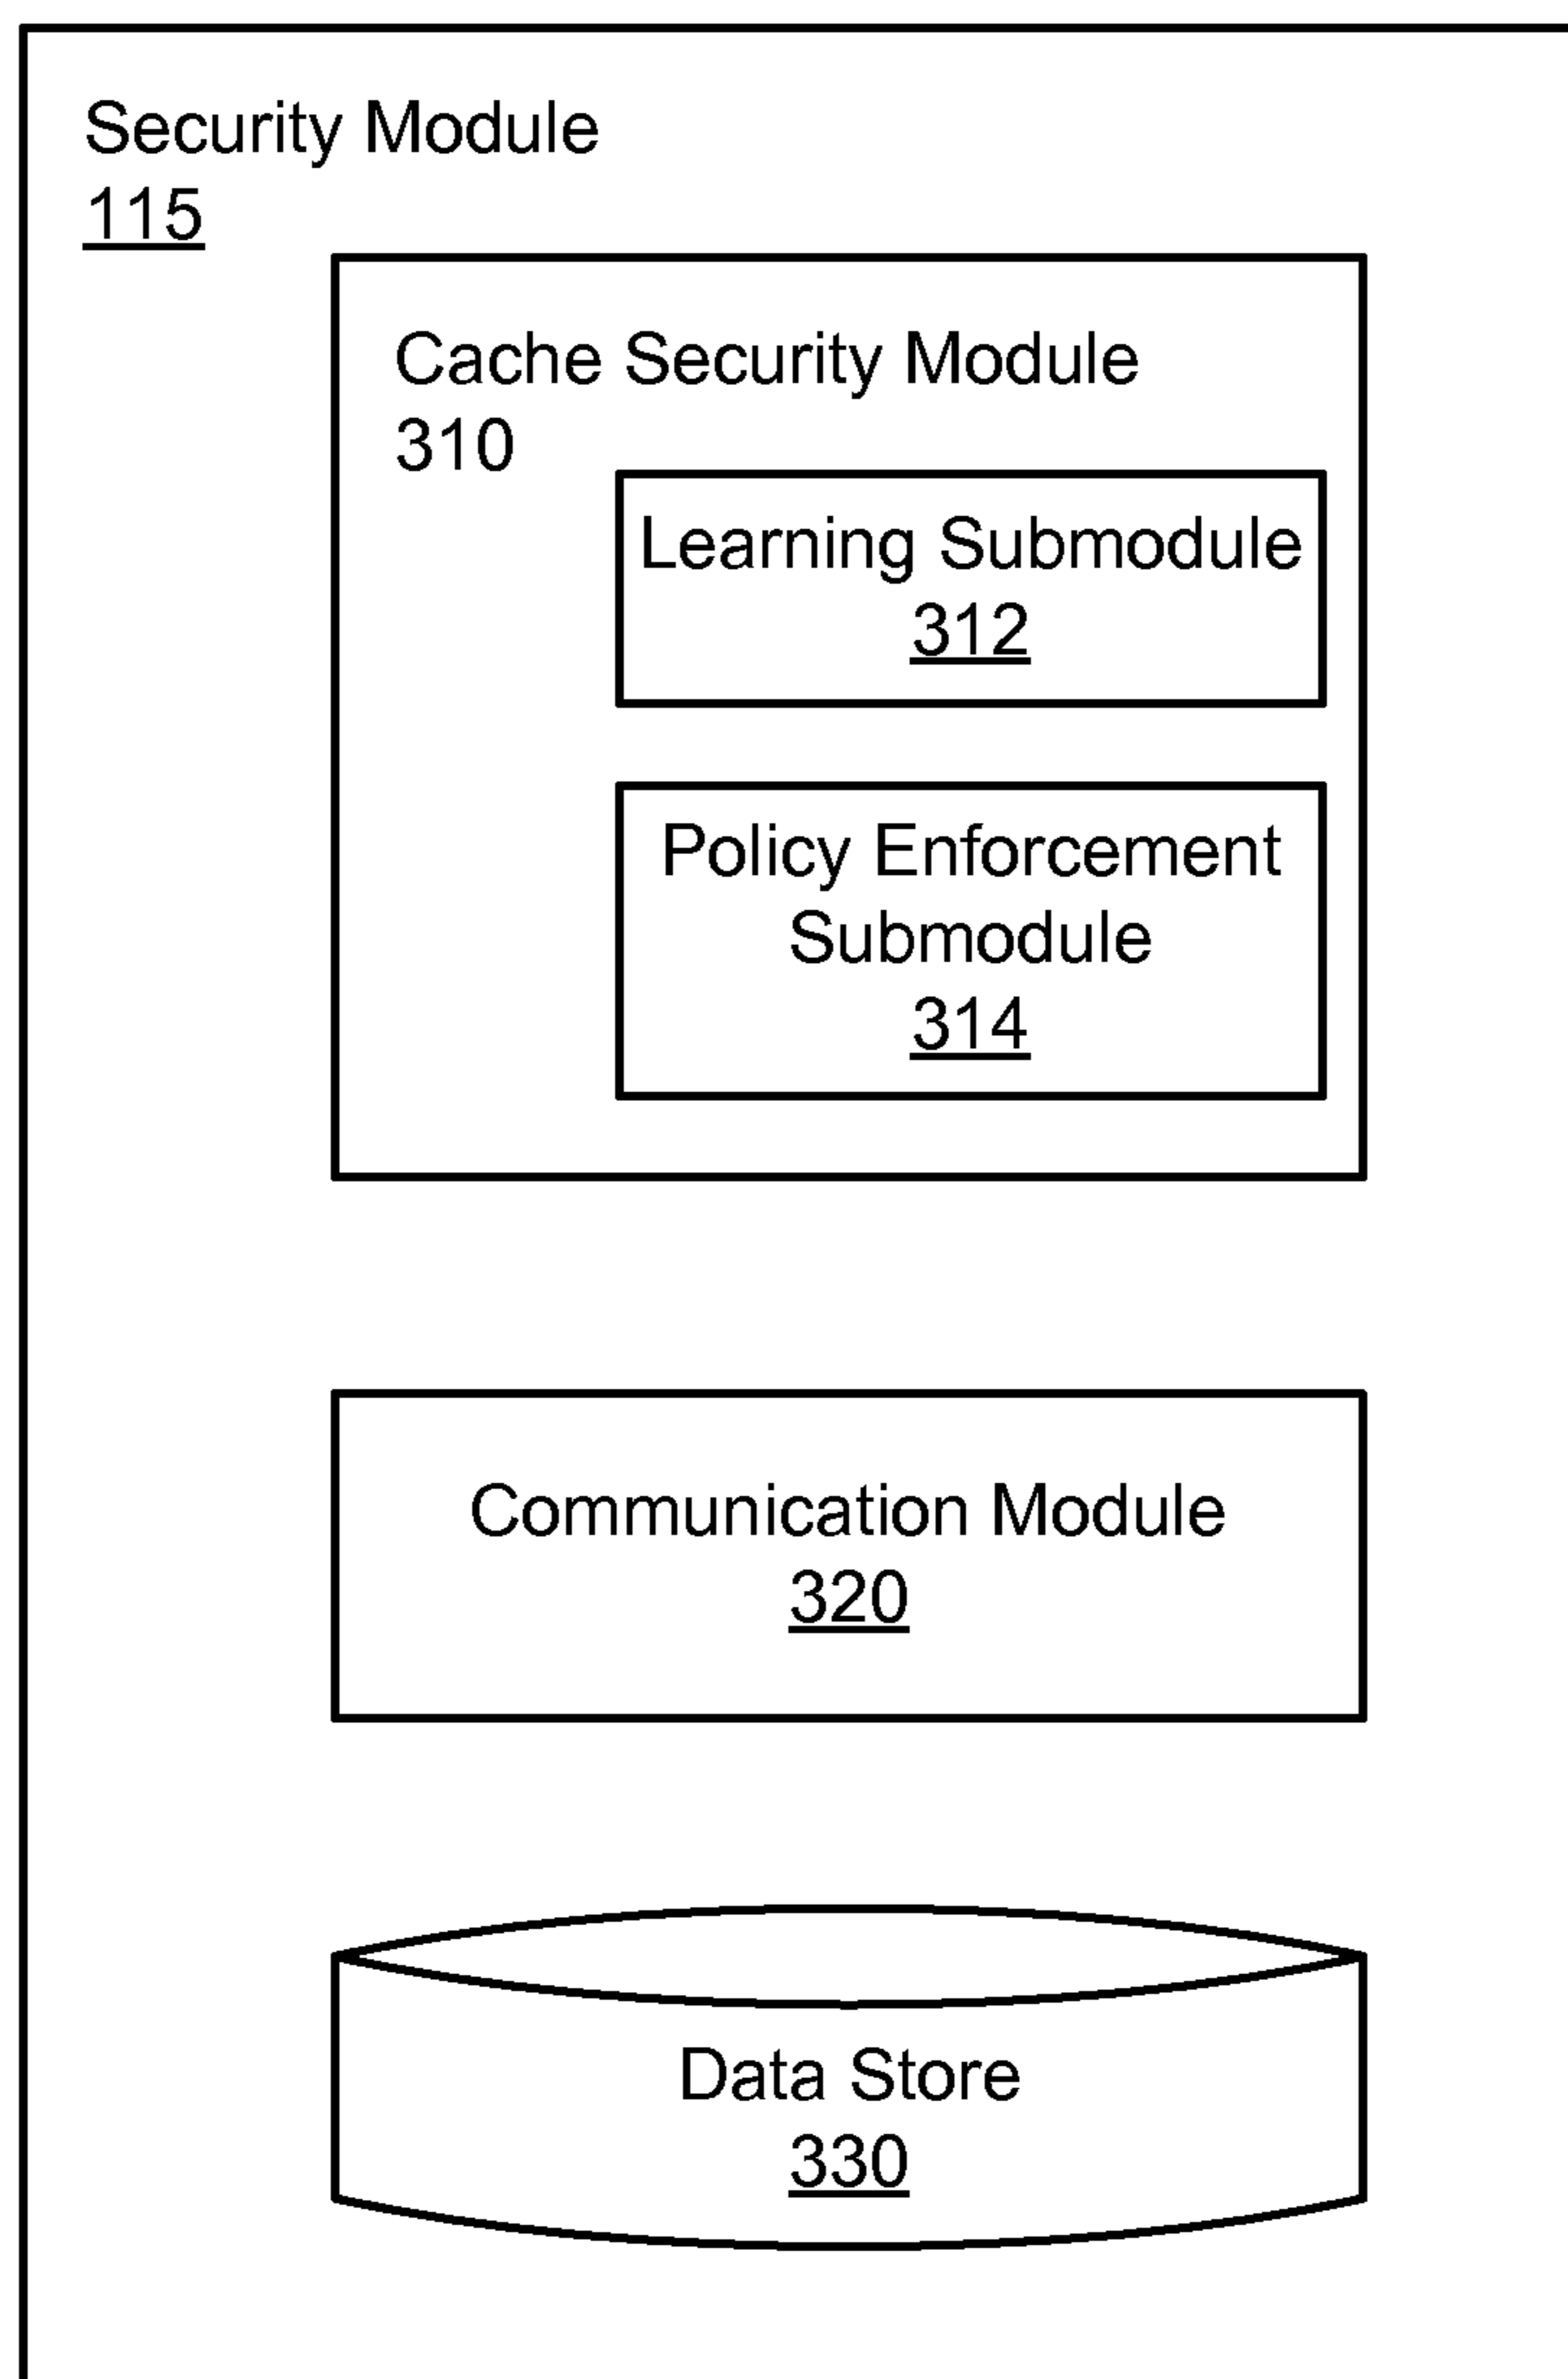 Security Module
115
Cache Security Module
310
Learning Submodule
312
Policy Enforcement
Submodule
314
Communication Module
320
Data Store
330